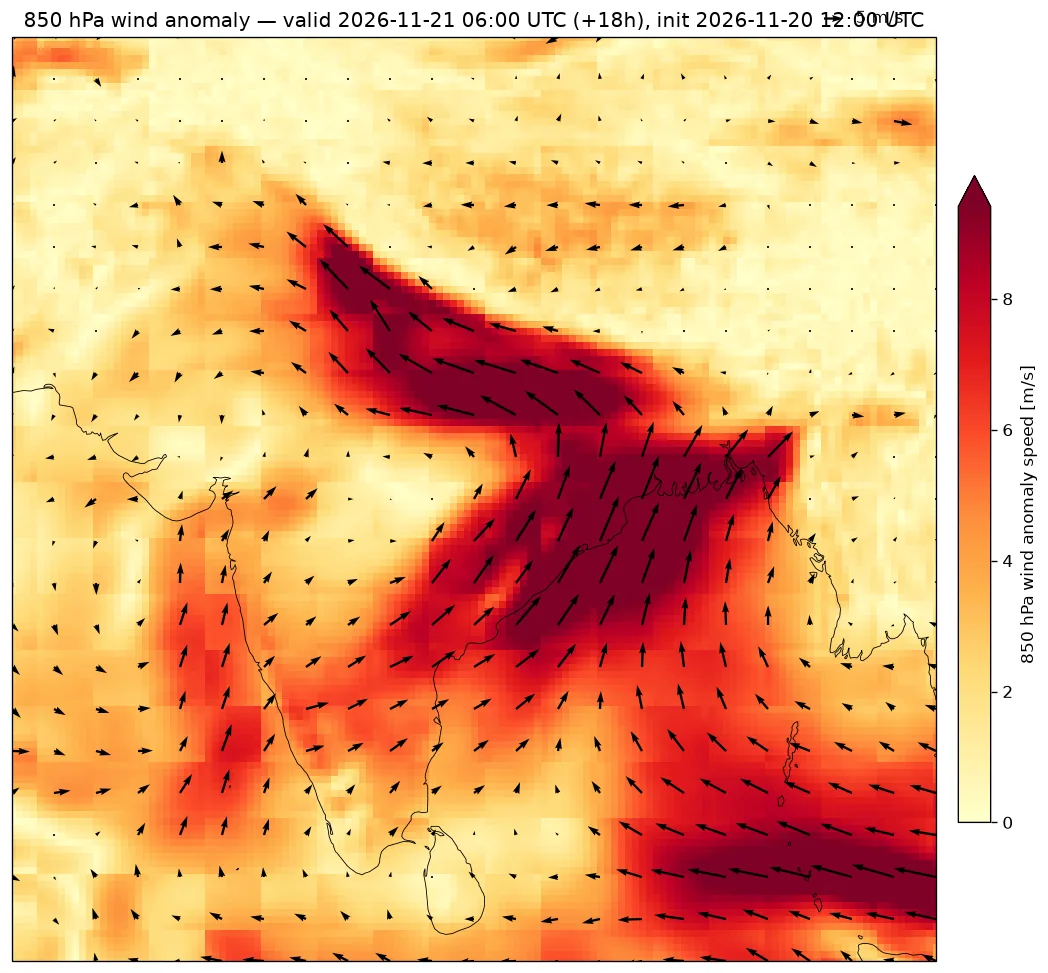 850 hPa wind anomaly — valid 2026-11-21 06:00 UTC (+18h), init 2026-11-20 12:00 UTC
5 m/s
8
6
4
2
0
850 hPa wind anomaly speed [m/s]